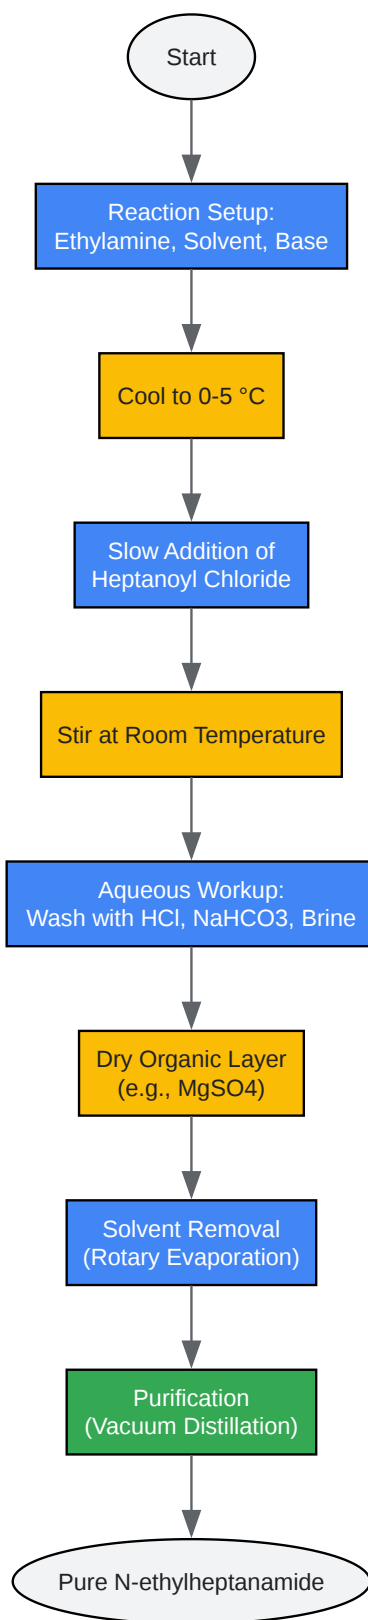 Start
Reaction Setup:
Ethylamine, Solvent, Base
Cool to 0-5 °C
Slow Addition of
Heptanoyl Chloride
Stir at Room Temperature
Aqueous Workup:
Wash with HCl, NaHCO3, Brine
Dry Organic Layer
(e.g., MgSO4)
Solvent Removal
(Rotary Evaporation)
Purification
(Vacuum Distillation)
Pure N-ethylheptanamide